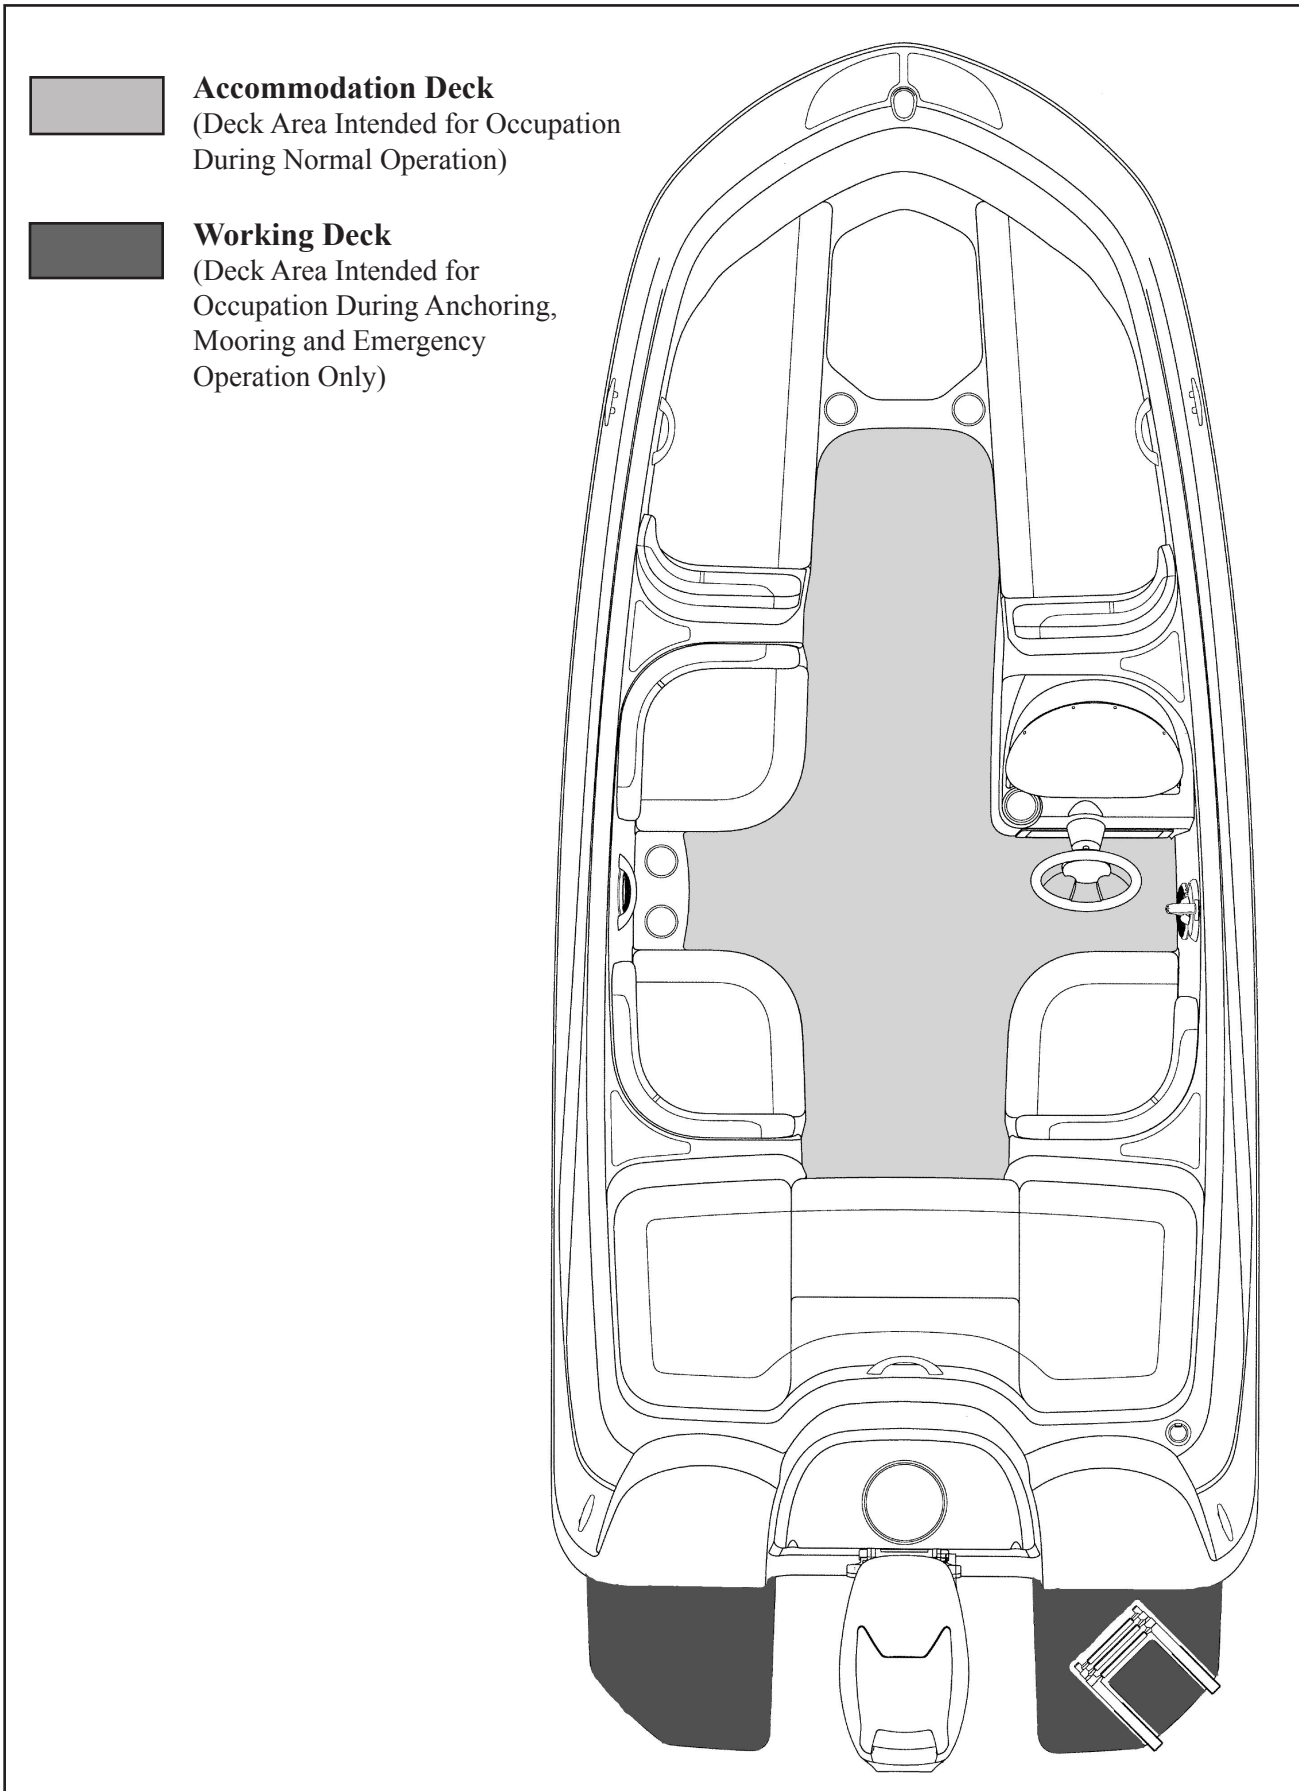 Accommodation Deck
(Deck Area Intended for Occupation
During Normal Operation)
Working Deck
(Deck Area Intended for
Occupation During Anchoring,
Mooring and Emergency
Operation Only)